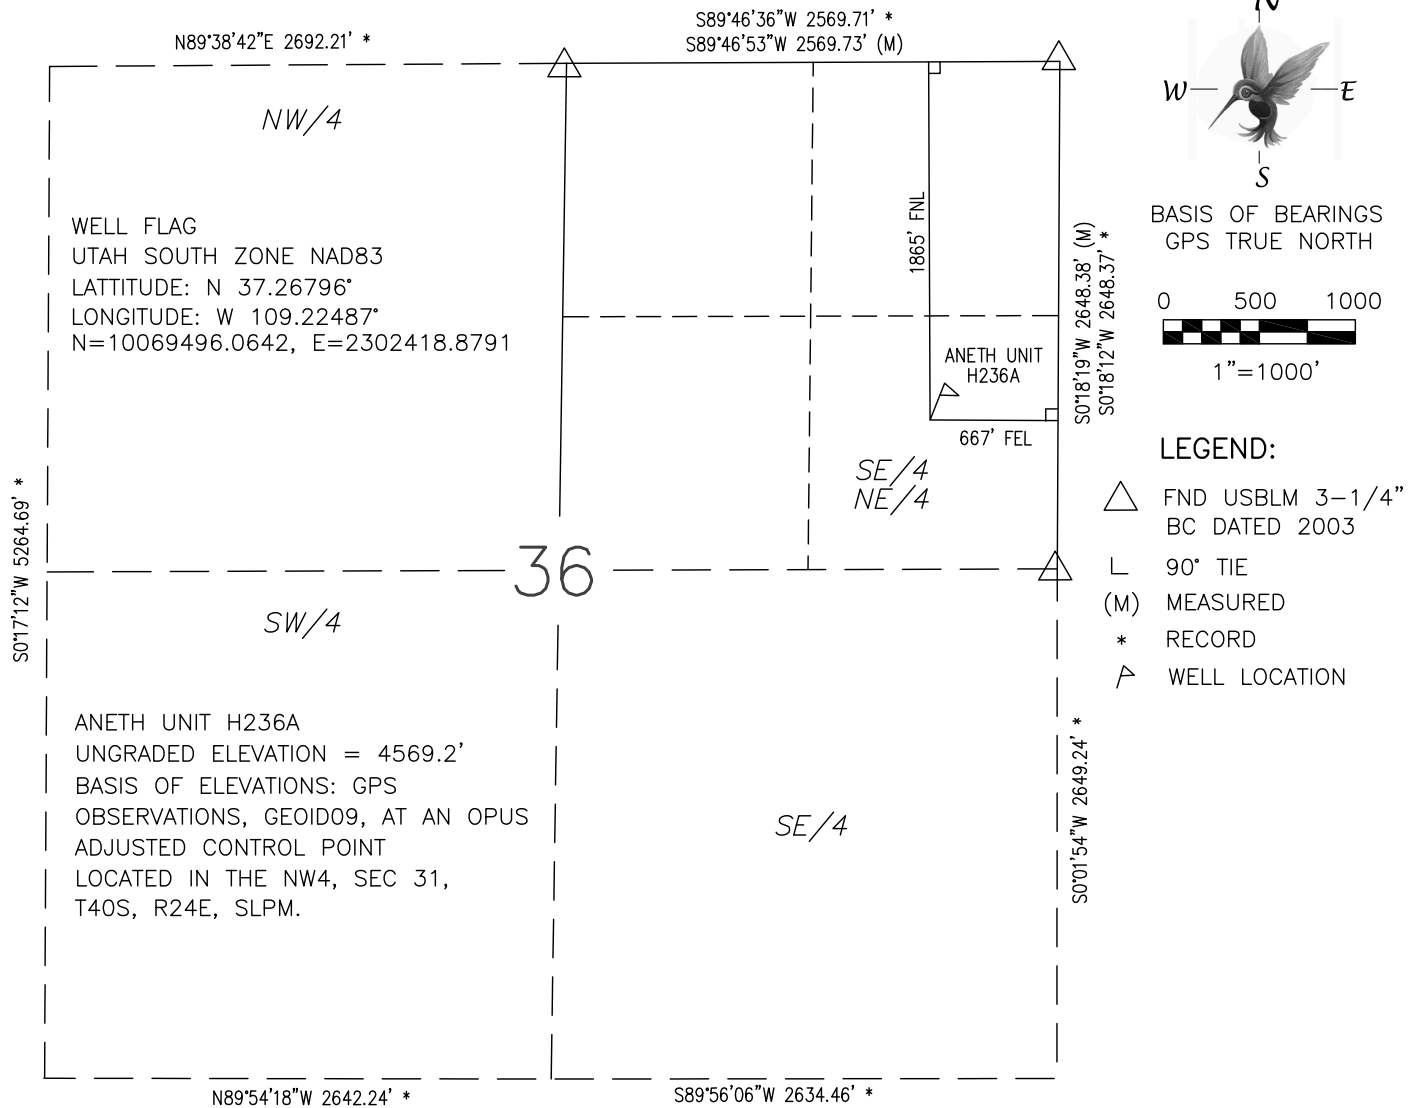 S89°46'36"W 2569.71' *
S89°46'53"W 2569.73' (M)
N89°38'42"E 2692.21' *
N
W
E
S
NW/4
WELL FLAG
UTAH SOUTH ZONE NAD83
LATTITUDE: N 37.26796°
LONGITUDE: W 109.22487°
N=10069496.0642, E=2302418.8791
1865' FNL
ANETH UNIT
H236A
667' FEL
SE/4
NE/4
S0°18'19"W 2648.38' (M)
S0°18'12"W 2648.37' *
BASIS OF BEARINGS
GPS TRUE NORTH
0 500 1000
1"=1000'
LEGEND:
FND USBLM 3-1/4"
BC DATED 2003
90° TIE
(M) MEASURED
* RECORD
WELL LOCATION
S0°17'12"W 5264.69' *
36
SW/4
ANETH UNIT H236A
UNGRADED ELEVATION = 4569.2'
BASIS OF ELEVATIONS: GPS
OBSERVATIONS, GEOID09, AT AN OPUS
ADJUSTED CONTROL POINT
LOCATED IN THE NW4, SEC 31,
T40S, R24E, SLPM.
SE/4
S0°01'54"W 2649.24' *
N89°54'18"W 2642.24' *
S89°56'06"W 2634.46' *